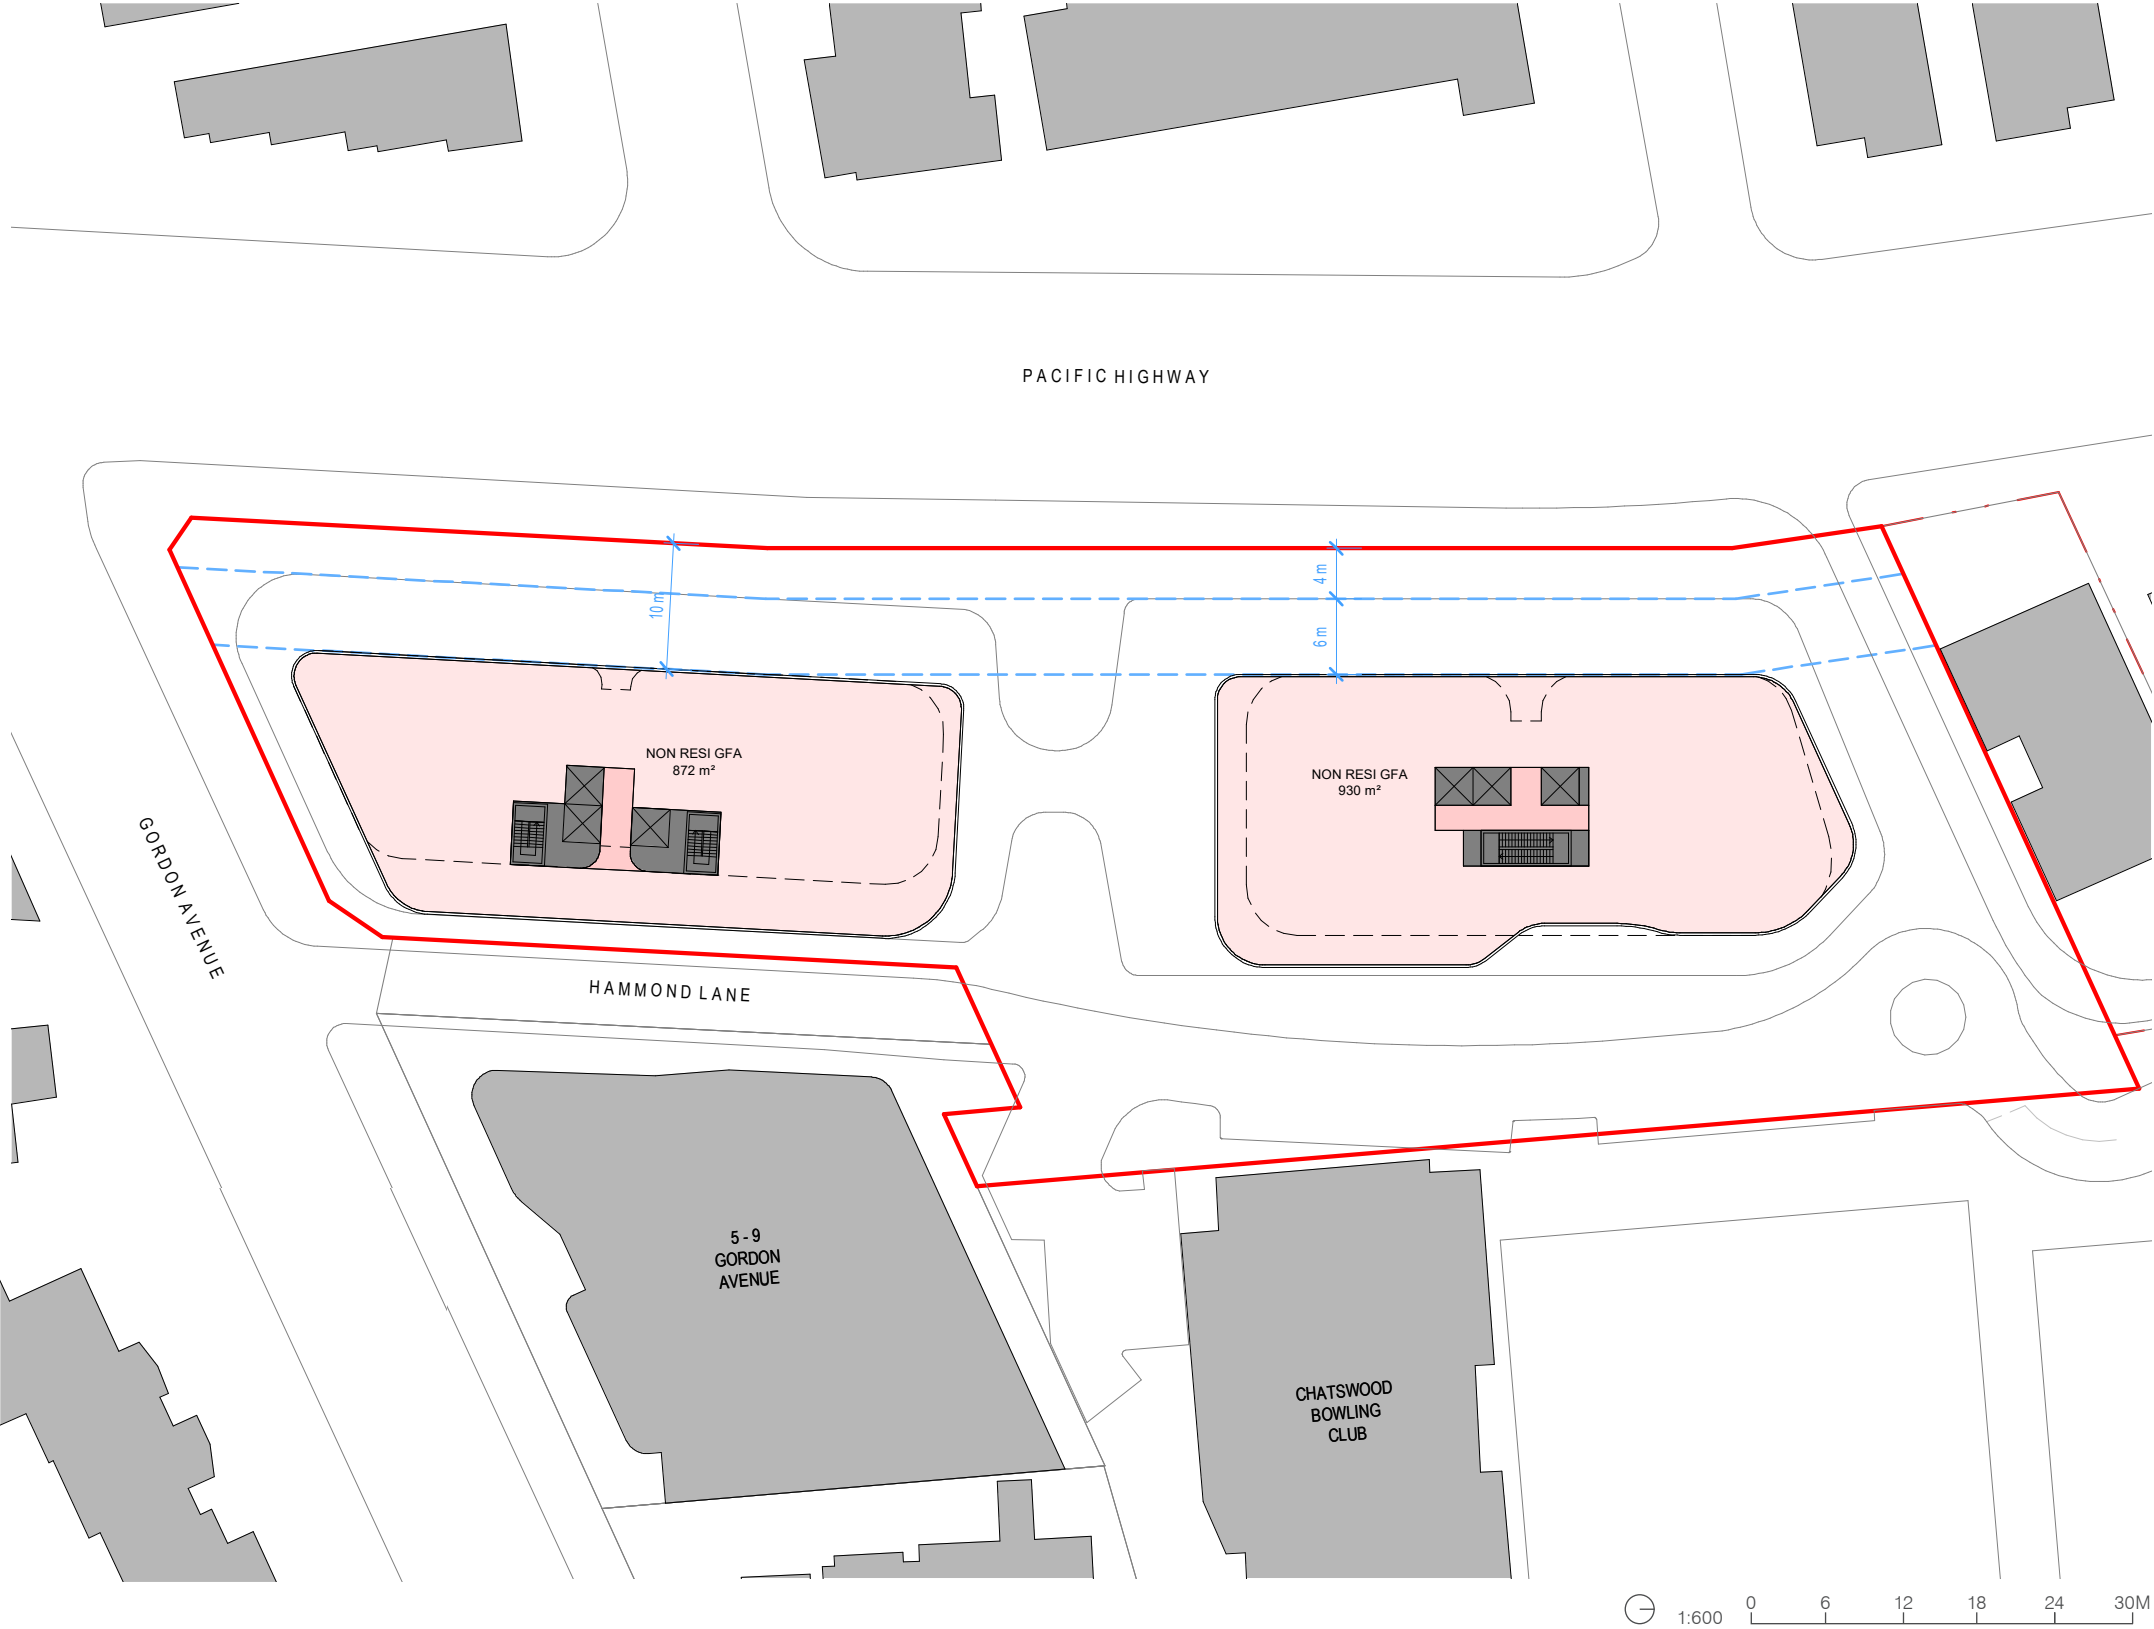 PACIFIC HIGHWAY
4 m
10 m
6 m
NON RESI GFA
872 m²
NON RESI GFA
930 m²
GORDON AVENUE
HAMMOND LANE
5 - 9
GORDON
AVENUE
CHATSWOOD
BOWLING
CLUB
1:600
0 6 12 18 24 30M